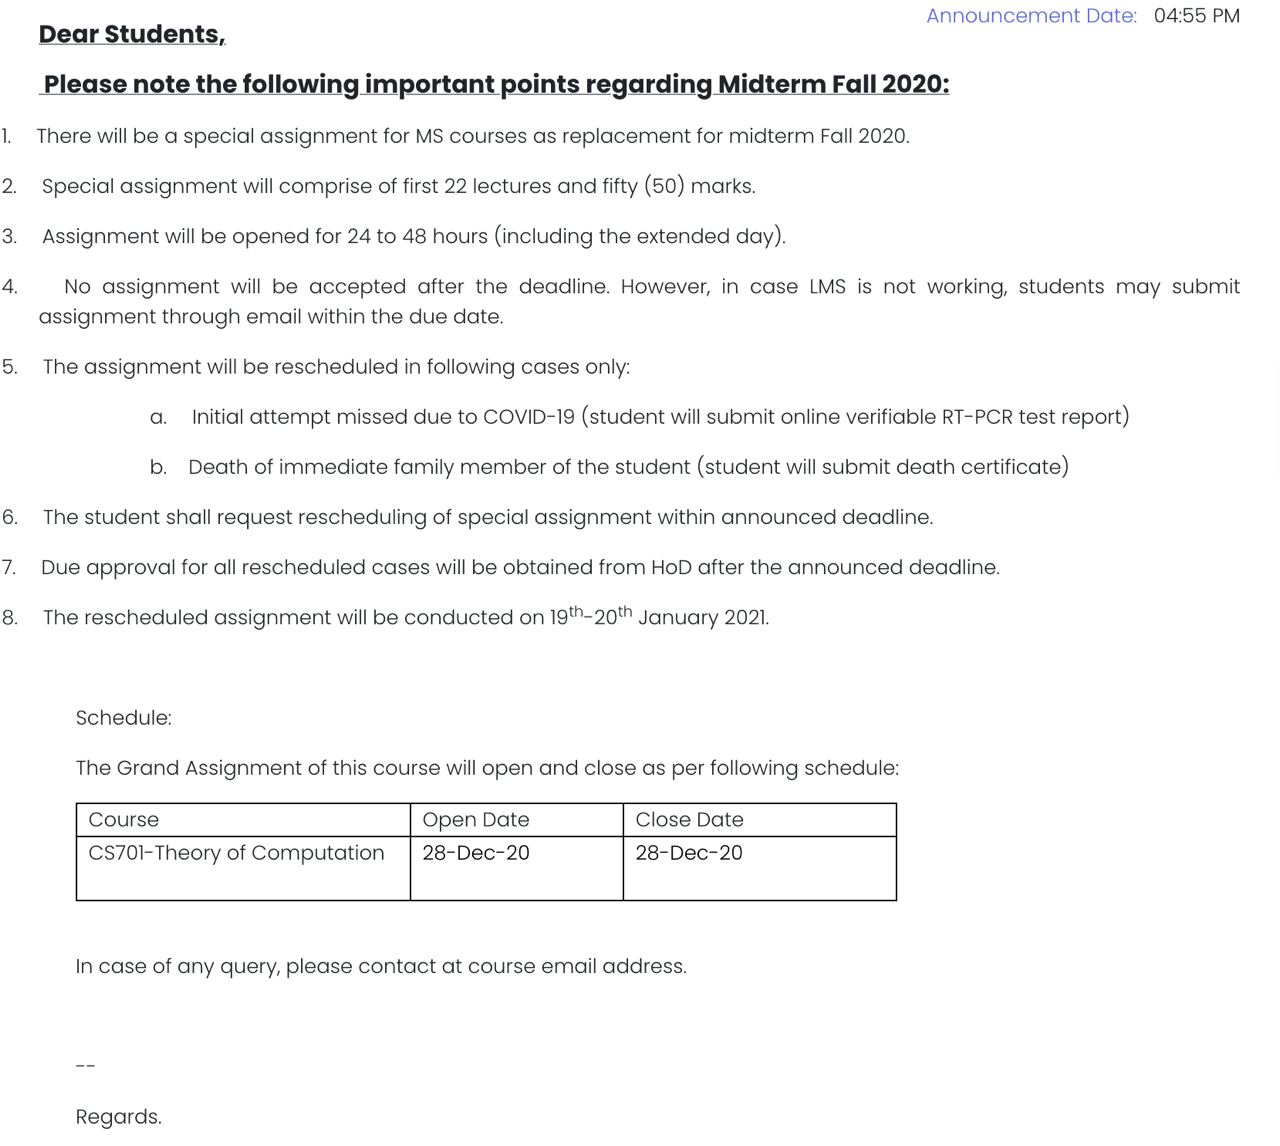 Announcement Date: 04:55 PM
Dear Students,
Please note the following important points regarding Midterm Fall 2020:
1. There will be a special assignment for MS courses as replacement for midterm Fall 2020.
2. Special assignment will comprise of first 22 lectures and fifty (50) marks.
3. Assignment will be opened for 24 to 48 hours (including the extended day).
4. No assignment will be accepted after the deadline. However, in case LMS is not working, students may submit
assignment through email within the due date.
5. The assignment will be rescheduled in following cases only:
a. Initial attempt missed due to COVID-19 (student will submit online verifiable RT-PCR test report)
b. Death of immediate family member of the student (student will submit death certificate)
6. The student shall request rescheduling of special assignment within announced deadline.
7. Due approval for all rescheduled cases will be obtained from HoD after the announced deadline.
8. The rescheduled assignment will be conducted on 19th-20th January 2021.
Schedule:
The Grand Assignment of this course will open and close as per following schedule:
Course Open Date Close Date
CS701-Theory of Computation 28-Dec-20 28-Dec-20
In case of any query, please contact at course email address.
--
Regards.